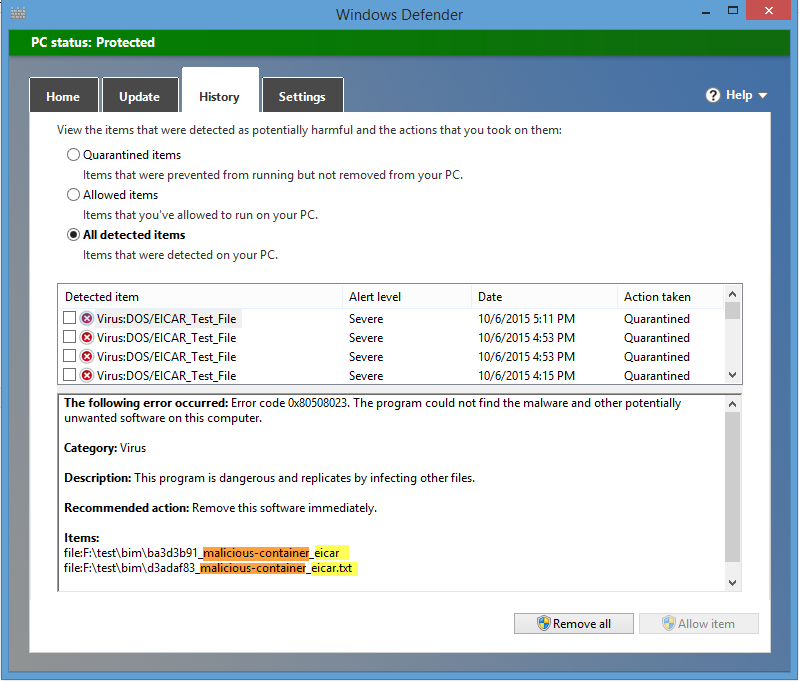 Windows Defender
PC status: Protected
Home Update History Settings Help
View the items that were detected as potentially harmful and the actions that you took on them:
Quarantined items
Items that were prevented from running but not removed from your PC.
Allowed items
Items that you've allowed to run on your PC.
All detected items
Items that were detected on your PC.
Detected item Alert level Date Action taken
Virus:DOS/EICAR_Test_File Severe 10/6/2015 5:11 PM Quarantined
Virus:DOS/EICAR_Test_File Severe 10/6/2015 4:53 PM Quarantined
Virus:DOS/EICAR_Test_File Severe 10/6/2015 4:53 PM Quarantined
Virus:DOS/EICAR_Test_File Severe 10/6/2015 4:15 PM Quarantined
The following error occurred: Error code 0x80508023. The program could not find the malware and other potentially
unwanted software on this computer.
Category: Virus
Description: This program is dangerous and replicates by infecting other files.
Recommended action: Remove this software immediately.
Items:
file:F:\test\bim\ba3d3b91_malicious-container_eicar
file:F:\test\bim\d3adaf83_malicious-container_eicar.txt
Remove all Allow item